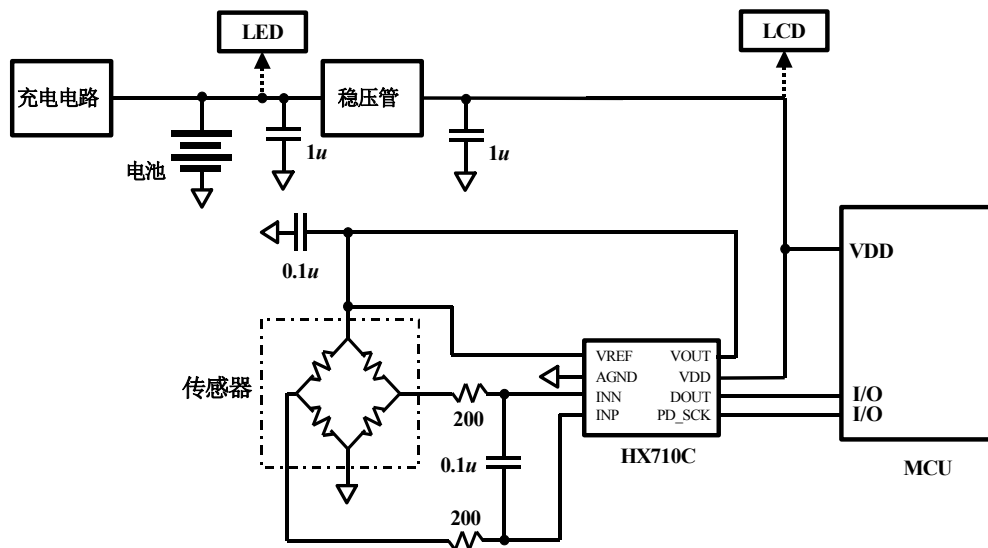 LED
LCD
充电电路
稳压管
1u
1u
电池
VDD
0.1u
VREF
VOUT
AGND
VDD
INN
DOUT
INP
PD_SCK
I/O
I/O
传感器
200
0.1u
HX710C
MCU
200